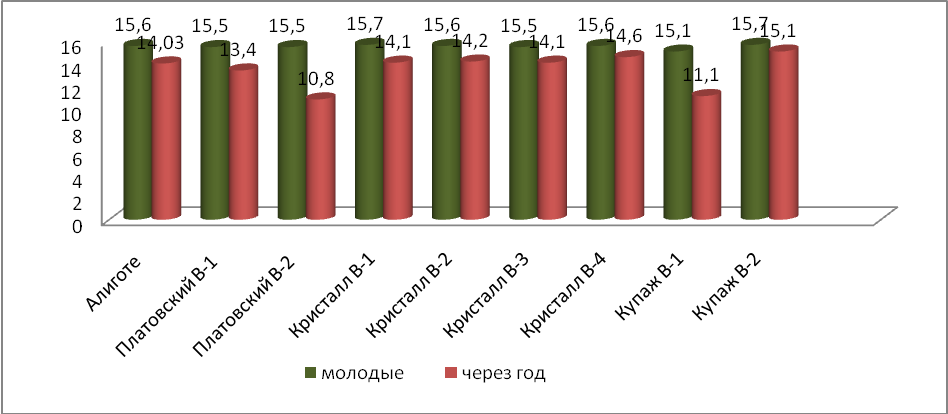 15,6 15,5 15,5 15,7 15,6 15,5 15,6 15,1 15,7
14,03 13,4 10,8 14,1 14,2 14,1 14,6 11,1 15,1
16
14
12
10
8
6
4
2
0
Алиготе
Платовский В-1
Платовский В-2
Кристалл В-1
Кристалл В-2
Кристалл В-3
Кристалл В-4
Купаж В-1
Купаж В-2
молодые через год